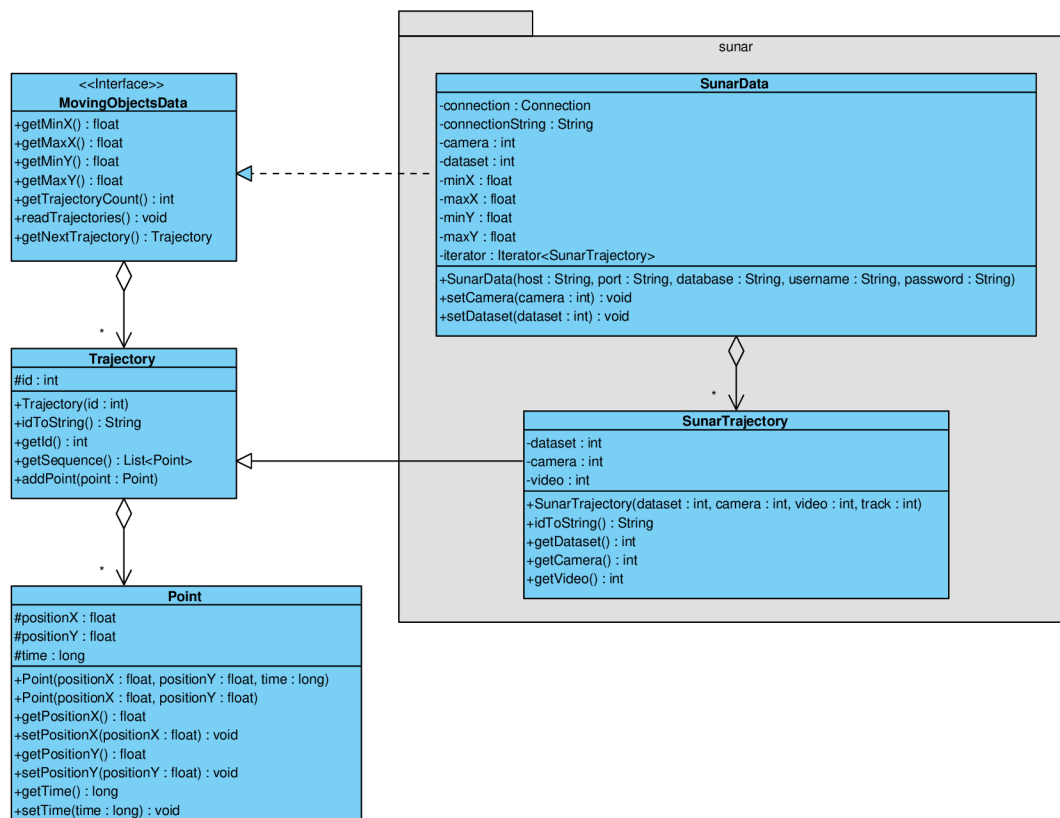 sunar
<<Interface>>
MovingObjectsData
+getMinX() : float
+getMaxX() : float
+getMinY() : float
+getMaxY() : float
+getTrajectoryCount() : int
+readTrajectories() : void
+getNextTrajectory() : Trajectory
SunarData
-connection : Connection
-connectionString : String
-camera : int
-dataset : int
-minX : float
-maxX : float
-minY : float
-maxY : float
-iterator : Iterator<SunarTrajectory>
+SunarData(host : String, port : String, database : String, username : String, password : String)
+setCamera(camera : int) : void
+setDataset(dataset : int) : void
*
Trajectory
#id : int
+Trajectory(id : int)
+idToString() : String
+getId() : int
+getSequence() : List<Point>
+addPoint(point : Point)
*
SunarTrajectory
-dataset : int
-camera : int
-video : int
+SunarTrajectory(dataset : int, camera : int, video : int, track : int)
+idToString() : String
+getDataset() : int
+getCamera() : int
+getVideo() : int
*
Point
#positionX : float
#positionY : float
#time : long
+Point(positionX : float, positionY : float, time : long)
+Point(positionX : float, positionY : float)
+getPositionX() : float
+setPositionX(positionX : float) : void
+getPositionY() : float
+setPositionY(positionY : float) : void
+getTime() : long
+setTime(time : long) : void